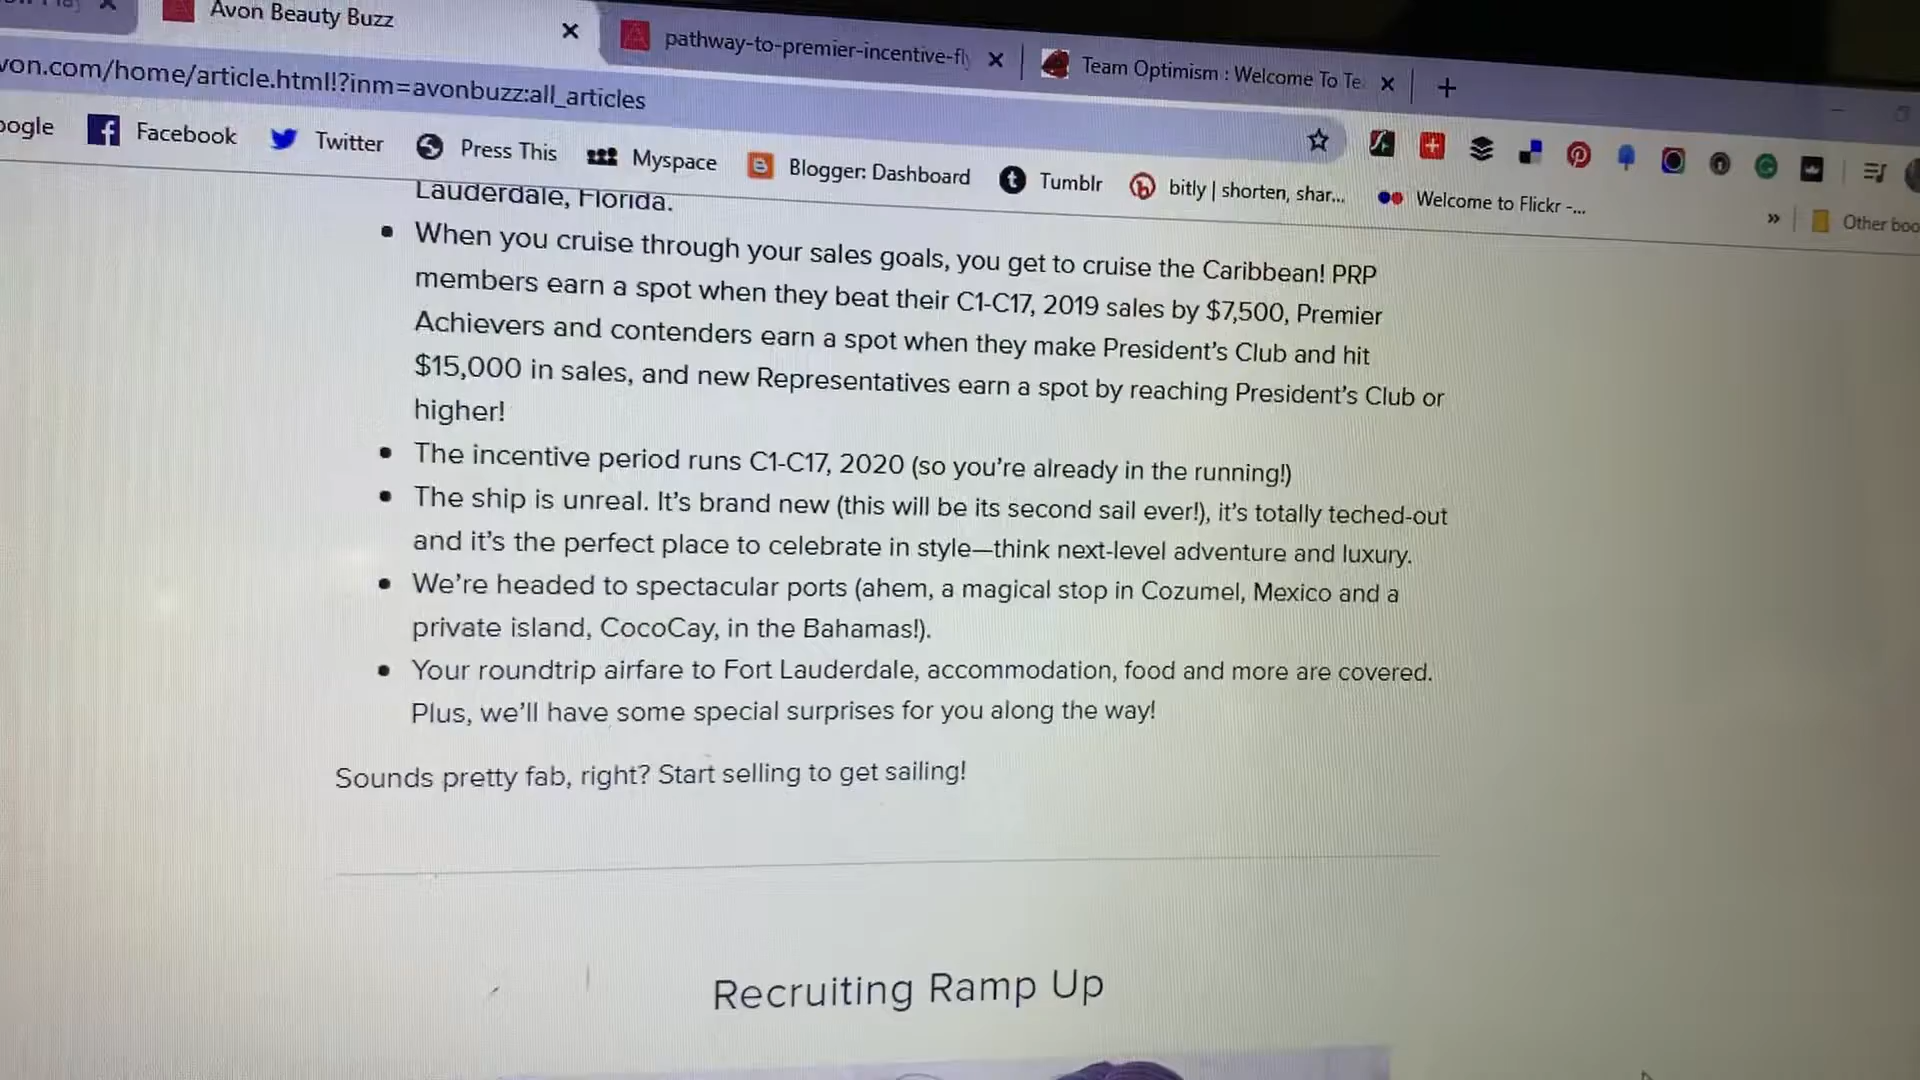 Avon Beauty Buzz
pathway-to-premier-incentive-fl
Team Optimism : Welcome To Te
von.com/home/article.html!?inm=avonbuzz:all_articles
oogle Facebook Twitter Press This Myspace Blogger: Dashboard Tumblr bitly | shorten, shar... Welcome to Flickr -... » Other boo
Lauderdale, Florida.
• When you cruise through your sales goals, you get to cruise the Caribbean! PRP
members earn a spot when they beat their C1-C17, 2019 sales by $7,500, Premier
Achievers and contenders earn a spot when they make President's Club and hit
$15,000 in sales, and new Representatives earn a spot by reaching President's Club or
higher!
• The incentive period runs C1-C17, 2020 (so you're already in the running!)
• The ship is unreal. It's brand new (this will be its second sail ever!), it's totally teched-out
and it's the perfect place to celebrate in style—think next-level adventure and luxury.
• We're headed to spectacular ports (ahem, a magical stop in Cozumel, Mexico and a
private island, CocoCay, in the Bahamas!).
• Your roundtrip airfare to Fort Lauderdale, accommodation, food and more are covered.
Plus, we'll have some special surprises for you along the way!
Sounds pretty fab, right? Start selling to get sailing!
Recruiting Ramp Up